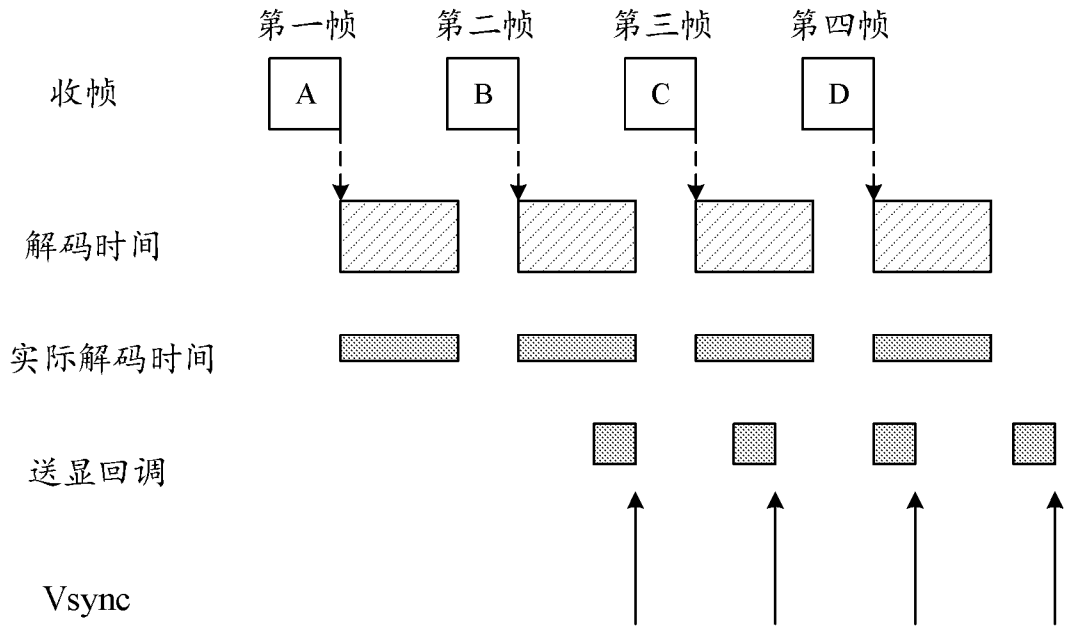 第一帧 第二帧 第三帧 第四帧
收帧 A B C D
解码时间
实际解码时间
送显回调
Vsync